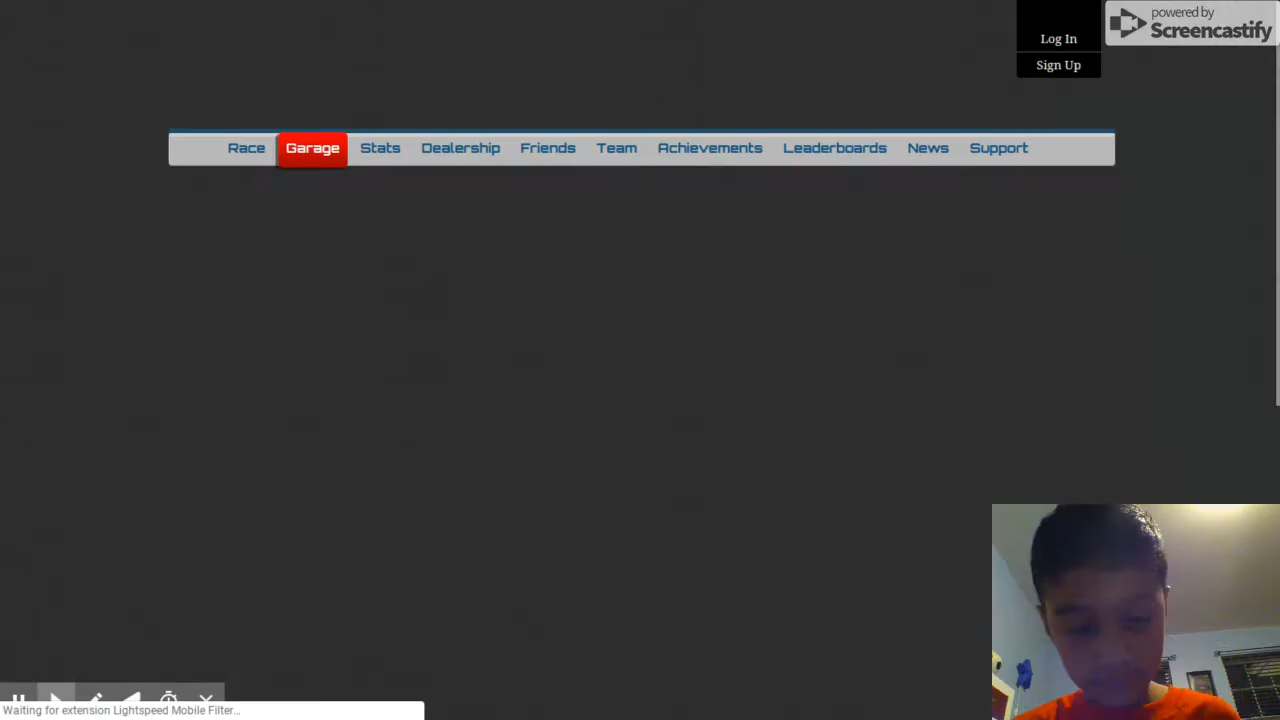 powered by
Screencastify
Log In
Sign Up
Race Garage Stats Dealership Friends Team Achievements Leaderboards News Support
Waiting for extension Lightspeed Mobile Filter...